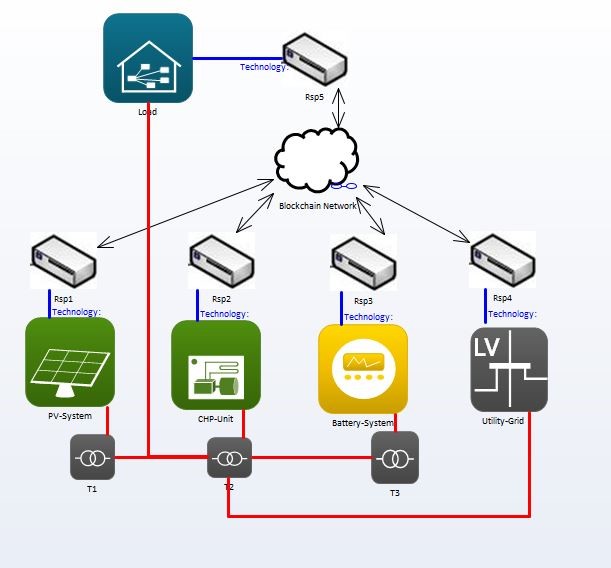 Technology:
Rsp5
Load
Blockchain Network
Rsp1
Rsp2
Rsp3
Rsp4
Technology:
Technology:
Technology:
Technology:
LV
PV-System
CHP-Unit
Battery-System
Utility-Grid
T1
T2
T3